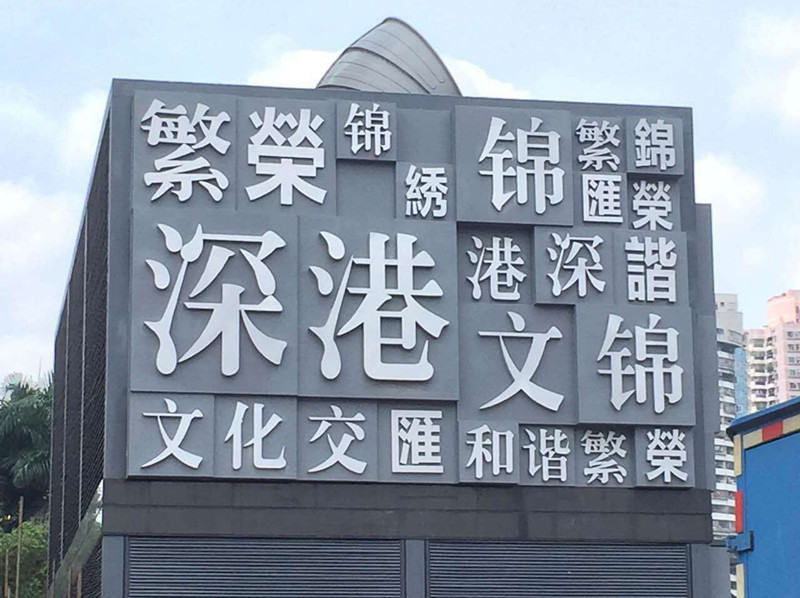 繁榮锦 锦繁錦
綉 匯榮
深港 港深諧
文锦
文化交匯 和谐繁榮